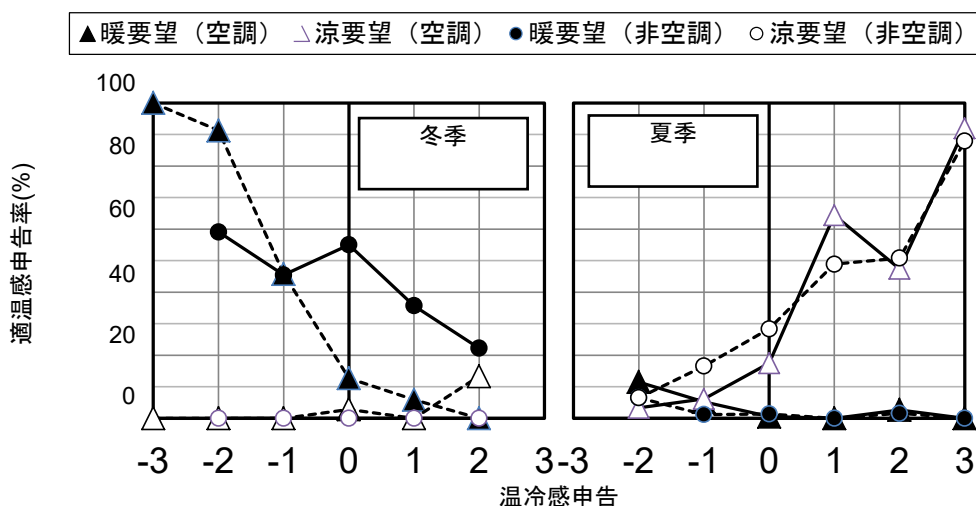 ▲暖要望（空調） △涼要望（空調） ●暖要望（非空調） ○涼要望（非空調）
100
80
60
40
20
0
適温感申告率(%)
冬季
夏季
-3 -2 -1 0 1 2 3 -3 -2 -1 0 1 2 3
温冷感申告